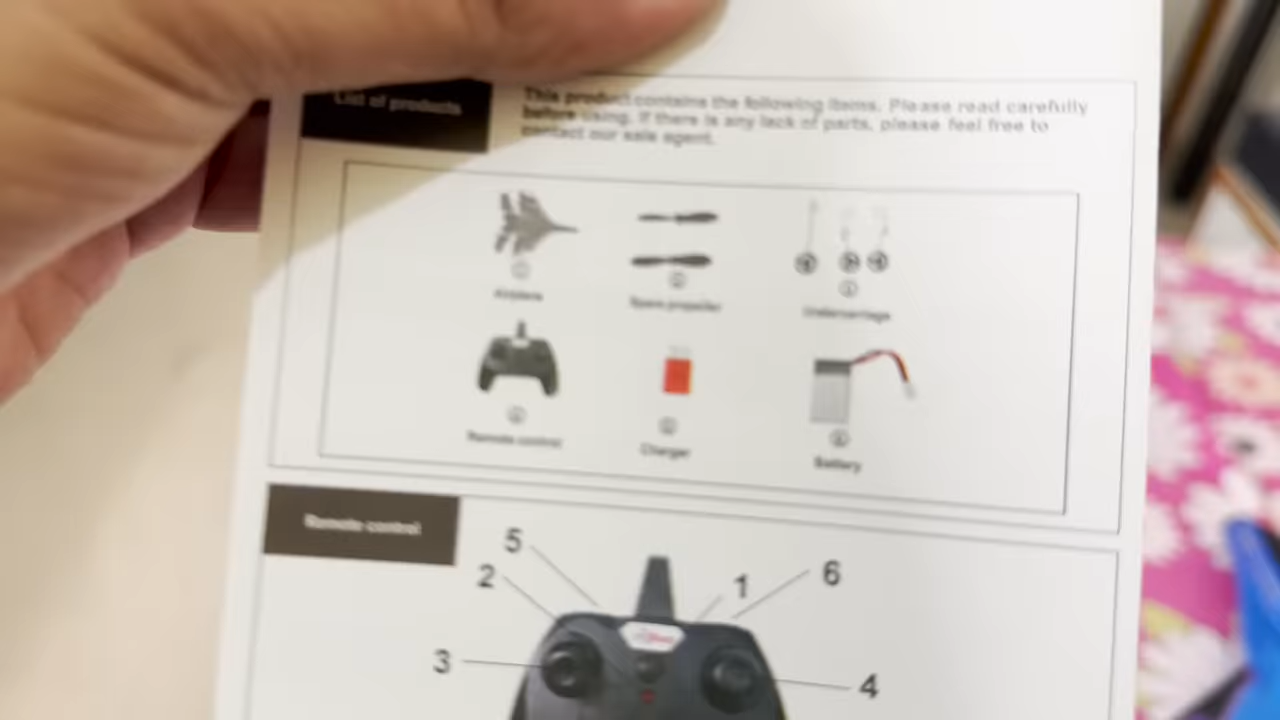 List of products
This product contains the following items. Please read carefully
before using. If there is any lack of parts, please feel free to
contact our sale agent.
Airplane
Spare propeller
Undercarriage
Remote control
Charger
Battery
Remote control
5
2
1
6
3
4